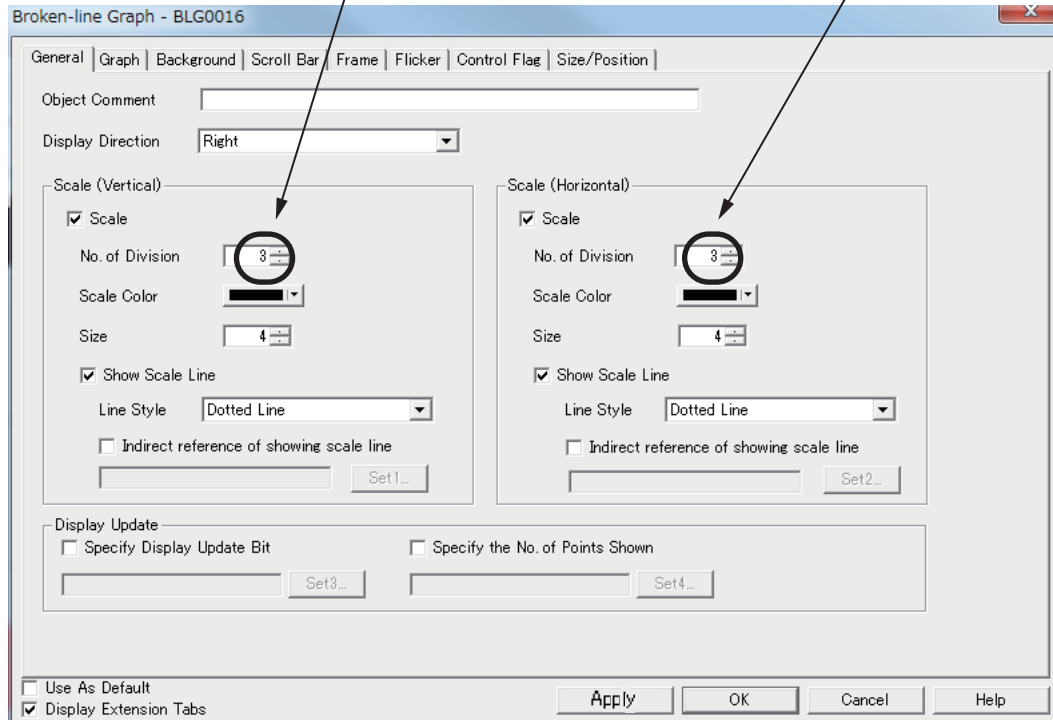 Broken-line Graph - BLG0016
General Graph Background Scroll Bar Frame Flicker Control Flag Size/Position
Object Comment
Display Direction Right
Scale (Vertical) Scale (Horizontal)
Scale Scale
No. of Division 3 No. of Division 3
Scale Color Scale Color
Size 4 Size 4
Show Scale Line Show Scale Line
Line Style Dotted Line Line Style Dotted Line
Indirect reference of showing scale line Indirect reference of showing scale line
Set1... Set2...
Display Update
Specify Display Update Bit Specify the No. of Points Shown
Set3... Set4...
Use As Default
Display Extension Tabs Apply OK Cancel Help